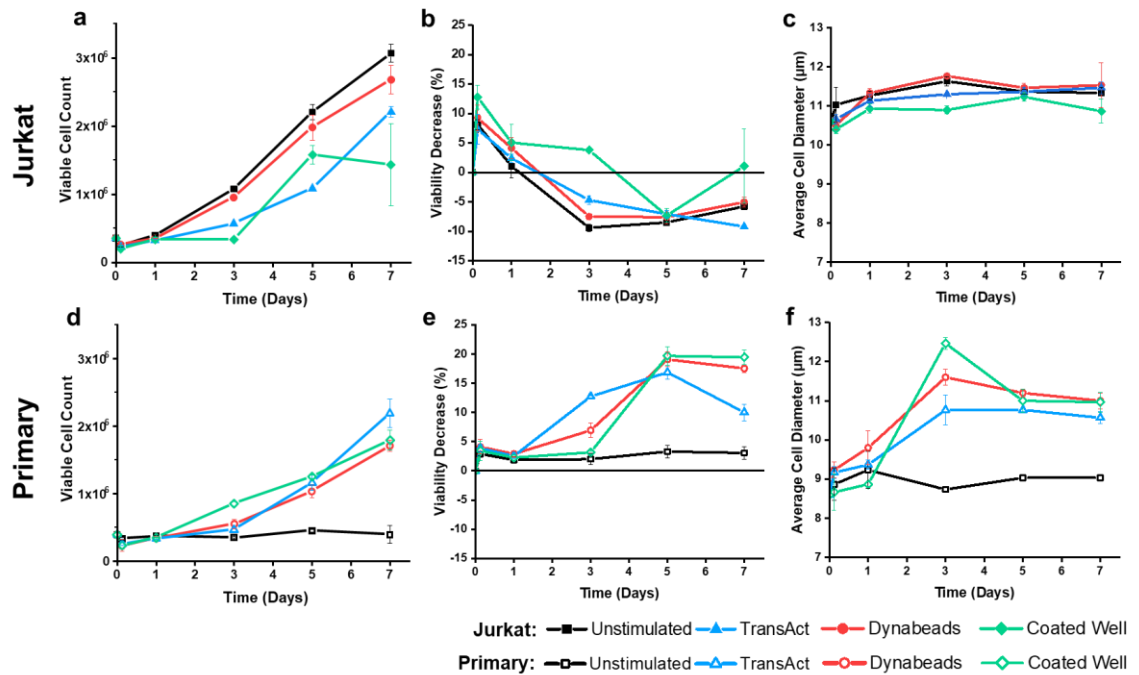 Jurkat
a
Viable Cell Count
3x10⁶
2x10⁶
1x10⁶
0
0 1 2 3 4 5 6 7
Time (Days)
b
Viability Decrease (%)
25
20
15
10
5
0
-5
-10
-15
0 1 2 3 4 5 6 7
Time (Days)
c
Average Cell Diameter (µm)
13
12
11
10
9
8
7
0 1 2 3 4 5 6 7
Time (Days)
Primary
d
Viable Cell Count
3x10⁶
2x10⁶
1x10⁶
0
0 1 2 3 4 5 6 7
Time (Days)
e
Viability Decrease (%)
25
20
15
10
5
0
-5
-10
-15
0 1 2 3 4 5 6 7
Time (Days)
f
Average Cell Diameter (µm)
13
12
11
10
9
8
7
0 1 2 3 4 5 6 7
Time (Days)
Jurkat: Unstimulated TransAct Dynabeads Coated Well
Primary: Unstimulated TransAct Dynabeads Coated Well